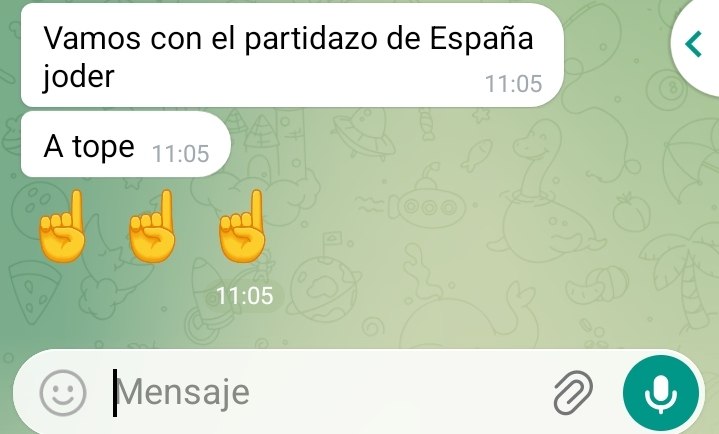 Vamos con el partidazo de España
joder
11:05
A tope 11:05
☝☝☝
11:05
Mensaje